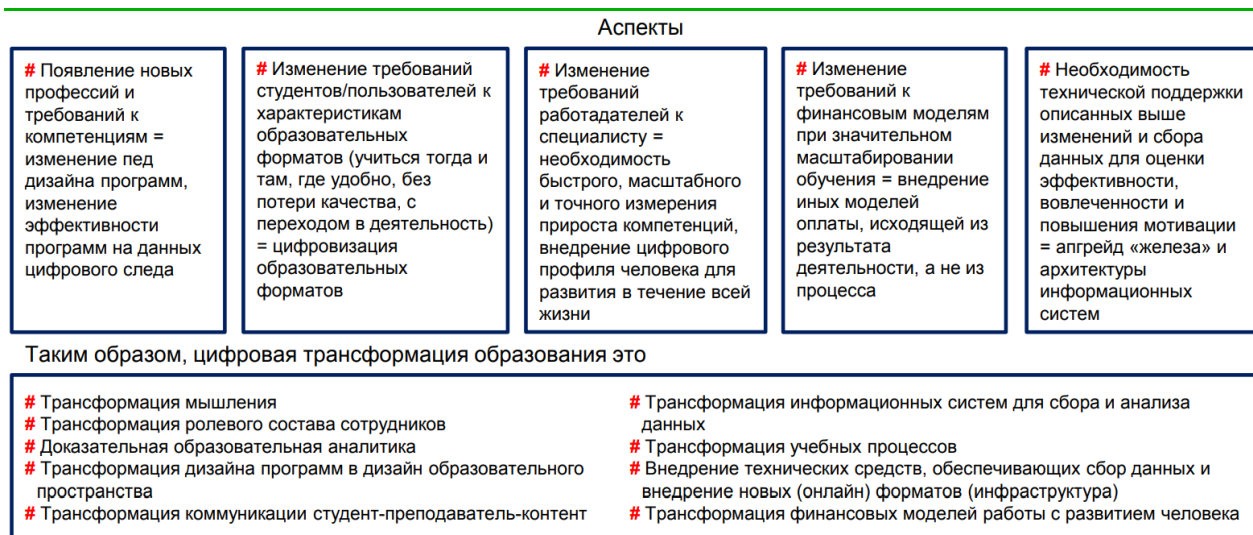 Аспекты
# Появление новых
профессий и
требований к
компетенциям =
изменение пед
дизайна программ,
изменение
эффективности
программ на данных
цифрового следа
# Изменение требований
студентов/пользователей к
характеристикам
образовательных
форматов (учиться тогда и
там, где удобно, без
потери качества, с
переходом в деятельность)
= цифровизация
образовательных
форматов
# Изменение
требований
работадателей к
специалисту =
необходимость
быстрого, масштабного
и точного измерения
прироста компетенций,
внедрение цифрового
профиля человека для
развития в течение всей
жизни
# Изменение
требований к
финансовым моделям
при значительном
масштабировании
обучения = внедрение
иных моделей
оплаты, исходящей из
результата
деятельности, а не из
процесса
# Необходимость
технической поддержки
описанных выше
изменений и сбора
данных для оценки
эффективности,
вовлеченности и
повышения мотивации
= апгрейд «железа» и
архитектуры
информационных
систем
Таким образом, цифровая трансформация образования это
# Трансформация мышления
# Трансформация ролевого состава сотрудников
# Доказательная образовательная аналитика
# Трансформация дизайна программ в дизайн образовательного
пространства
# Трансформация коммуникации студент-преподаватель-контент
# Трансформация информационных систем для сбора и анализа
данных
# Трансформация учебных процессов
# Внедрение технических средств, обеспечивающих сбор данных и
внедрение новых (онлайн) форматов (инфраструктура)
# Трансформация финансовых моделей работы с развитием человека